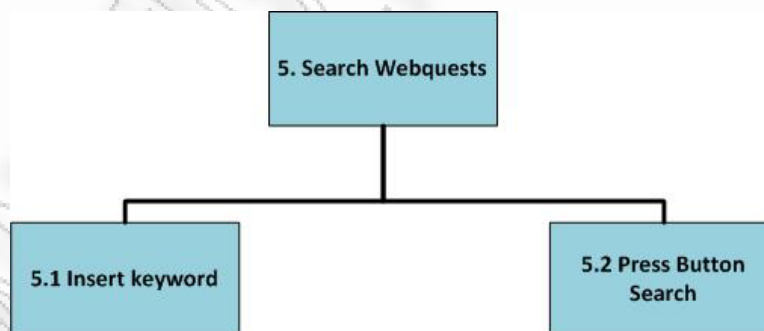 5. Search Webquests
5.1 Insert keyword
5.2 Press Button
Search